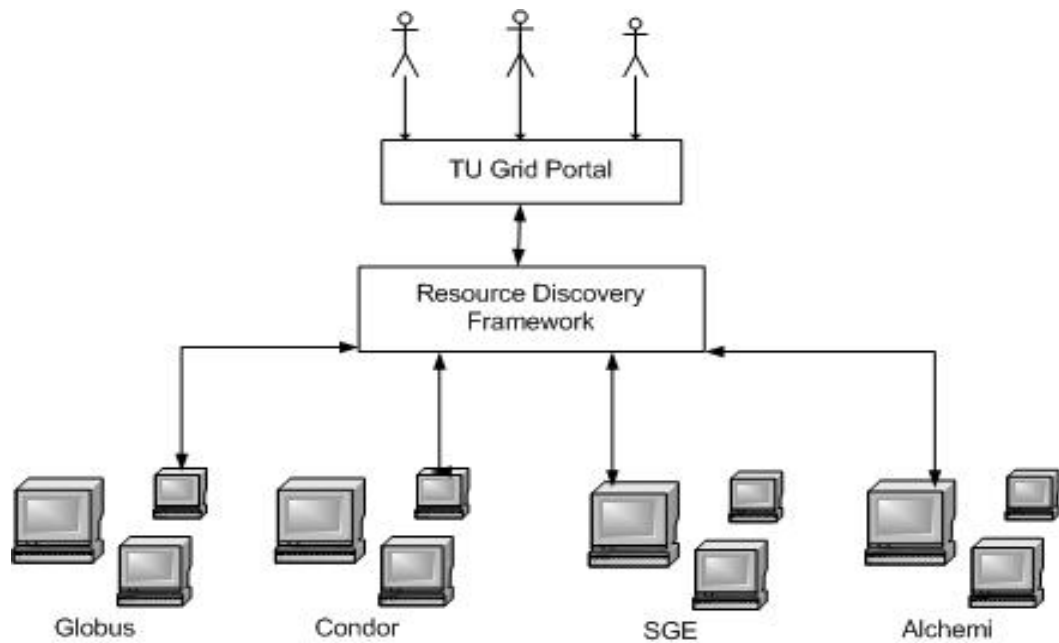 TU Grid Portal
Resource Discovery
Framework
Globus
Condor
SGE
Alchemi